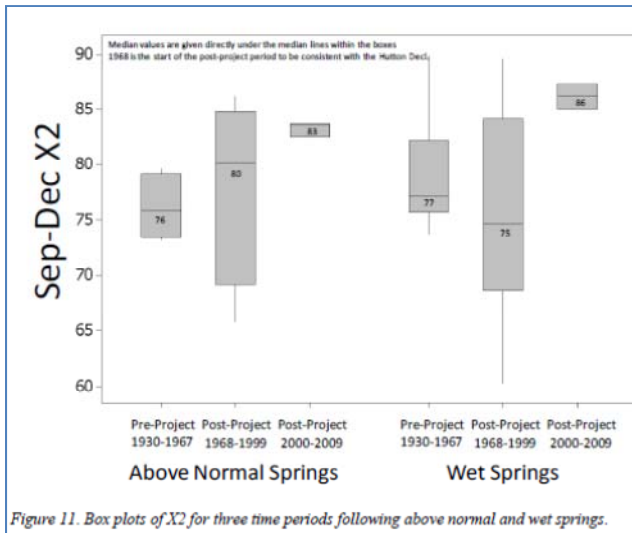 Median values are given directly under the median lines within the boxes
1968 is the start of the post-project period to be consistent with the Hutton Decl.
Sep-Dec X2
90
85
80
75
70
65
60
76
80
83
77
75
86
Pre-Project Post-Project Post-Project Pre-Project Post-Project Post-Project
1930-1967 1968-1999 2000-2009 1930-1967 1968-1999 2000-2009
Above Normal Springs Wet Springs
Figure 11. Box plots of X2 for three time periods following above normal and wet springs.